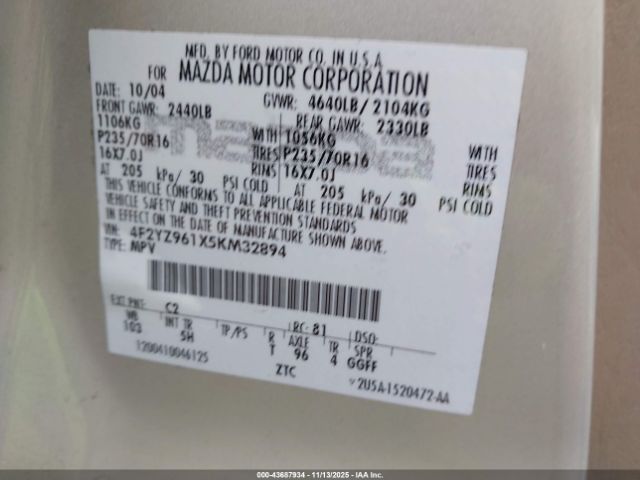 MFD. BY FORD MOTOR CO. IN U.S.A.
FOR MAZDA MOTOR CORPORATION
DATE: 10/04 GVWR: 4640LB/2104KG
FRONT GAWR: 2440LB REAR GAWR: 2330LB
1106KG WITH 1056KG WITH
P235/70R16 TIRES P235/70R16 TIRES
16X7.0J RIMS 16X7.0J RIMS
AT 205 kPa/30 PSI COLD AT 205 kPa/30 PSI COLD
THIS VEHICLE CONFORMS TO ALL APPLICABLE FEDERAL MOTOR
VEHICLE SAFETY AND THEFT PREVENTION STANDARDS
IN EFFECT ON THE DATE OF MANUFACTURE SHOWN ABOVE.
VIN: 4F2YZ961X5KM32894
TYPE: MPV
EXT PNT: C2 RC: 81 DSO:
WB INT TR TP/PS R AXLE TR SPR
103 5H T 96 4 GGFF
1200410046125 ZTC
▽2U5A-1520472-AA
000-43687934 - 11/13/2025 - IAA Inc.